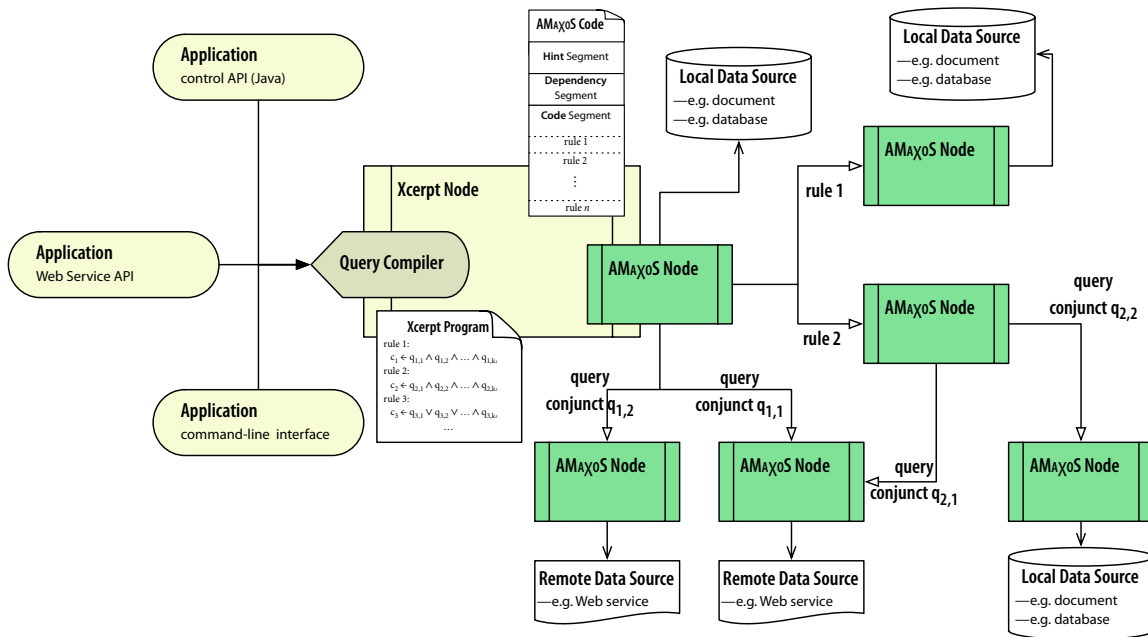 Application
control API (Java)
Application
Web Service API
Application
command-line interface
Xcerpt Node
Query Compiler
Xcerpt Program
rule 1:
c₁ ← q₁,₁ ∧ q₁,₂ ∧ … ∧ q₁,ₖ₁
rule 2:
c₂ ← q₂,₁ ∧ q₂,₂ ∧ … ∧ q₂,ₖ₂
rule 3:
c₃ ← q₃,₁ ∨ q₃,₂ ∨ … ∧ q₃,ₖ₃
…
AMaχoS Code
Hint Segment
Dependency
Segment
Code Segment
rule 1
rule 2
⋮
rule n
AMaχoS Node
Local Data Source
—e.g. document
—e.g. database
Local Data Source
—e.g. document
—e.g. database
rule 1
AMaχoS Node
rule 2
AMaχoS Node
query
conjunct q2,2
query
conjunct q1,2
query
conjunct q1,1
query
conjunct q2,1
AMaχoS Node
AMaχoS Node
AMaχoS Node
Remote Data Source
—e.g. Web service
Remote Data Source
—e.g. Web service
Local Data Source
—e.g. document
—e.g. database